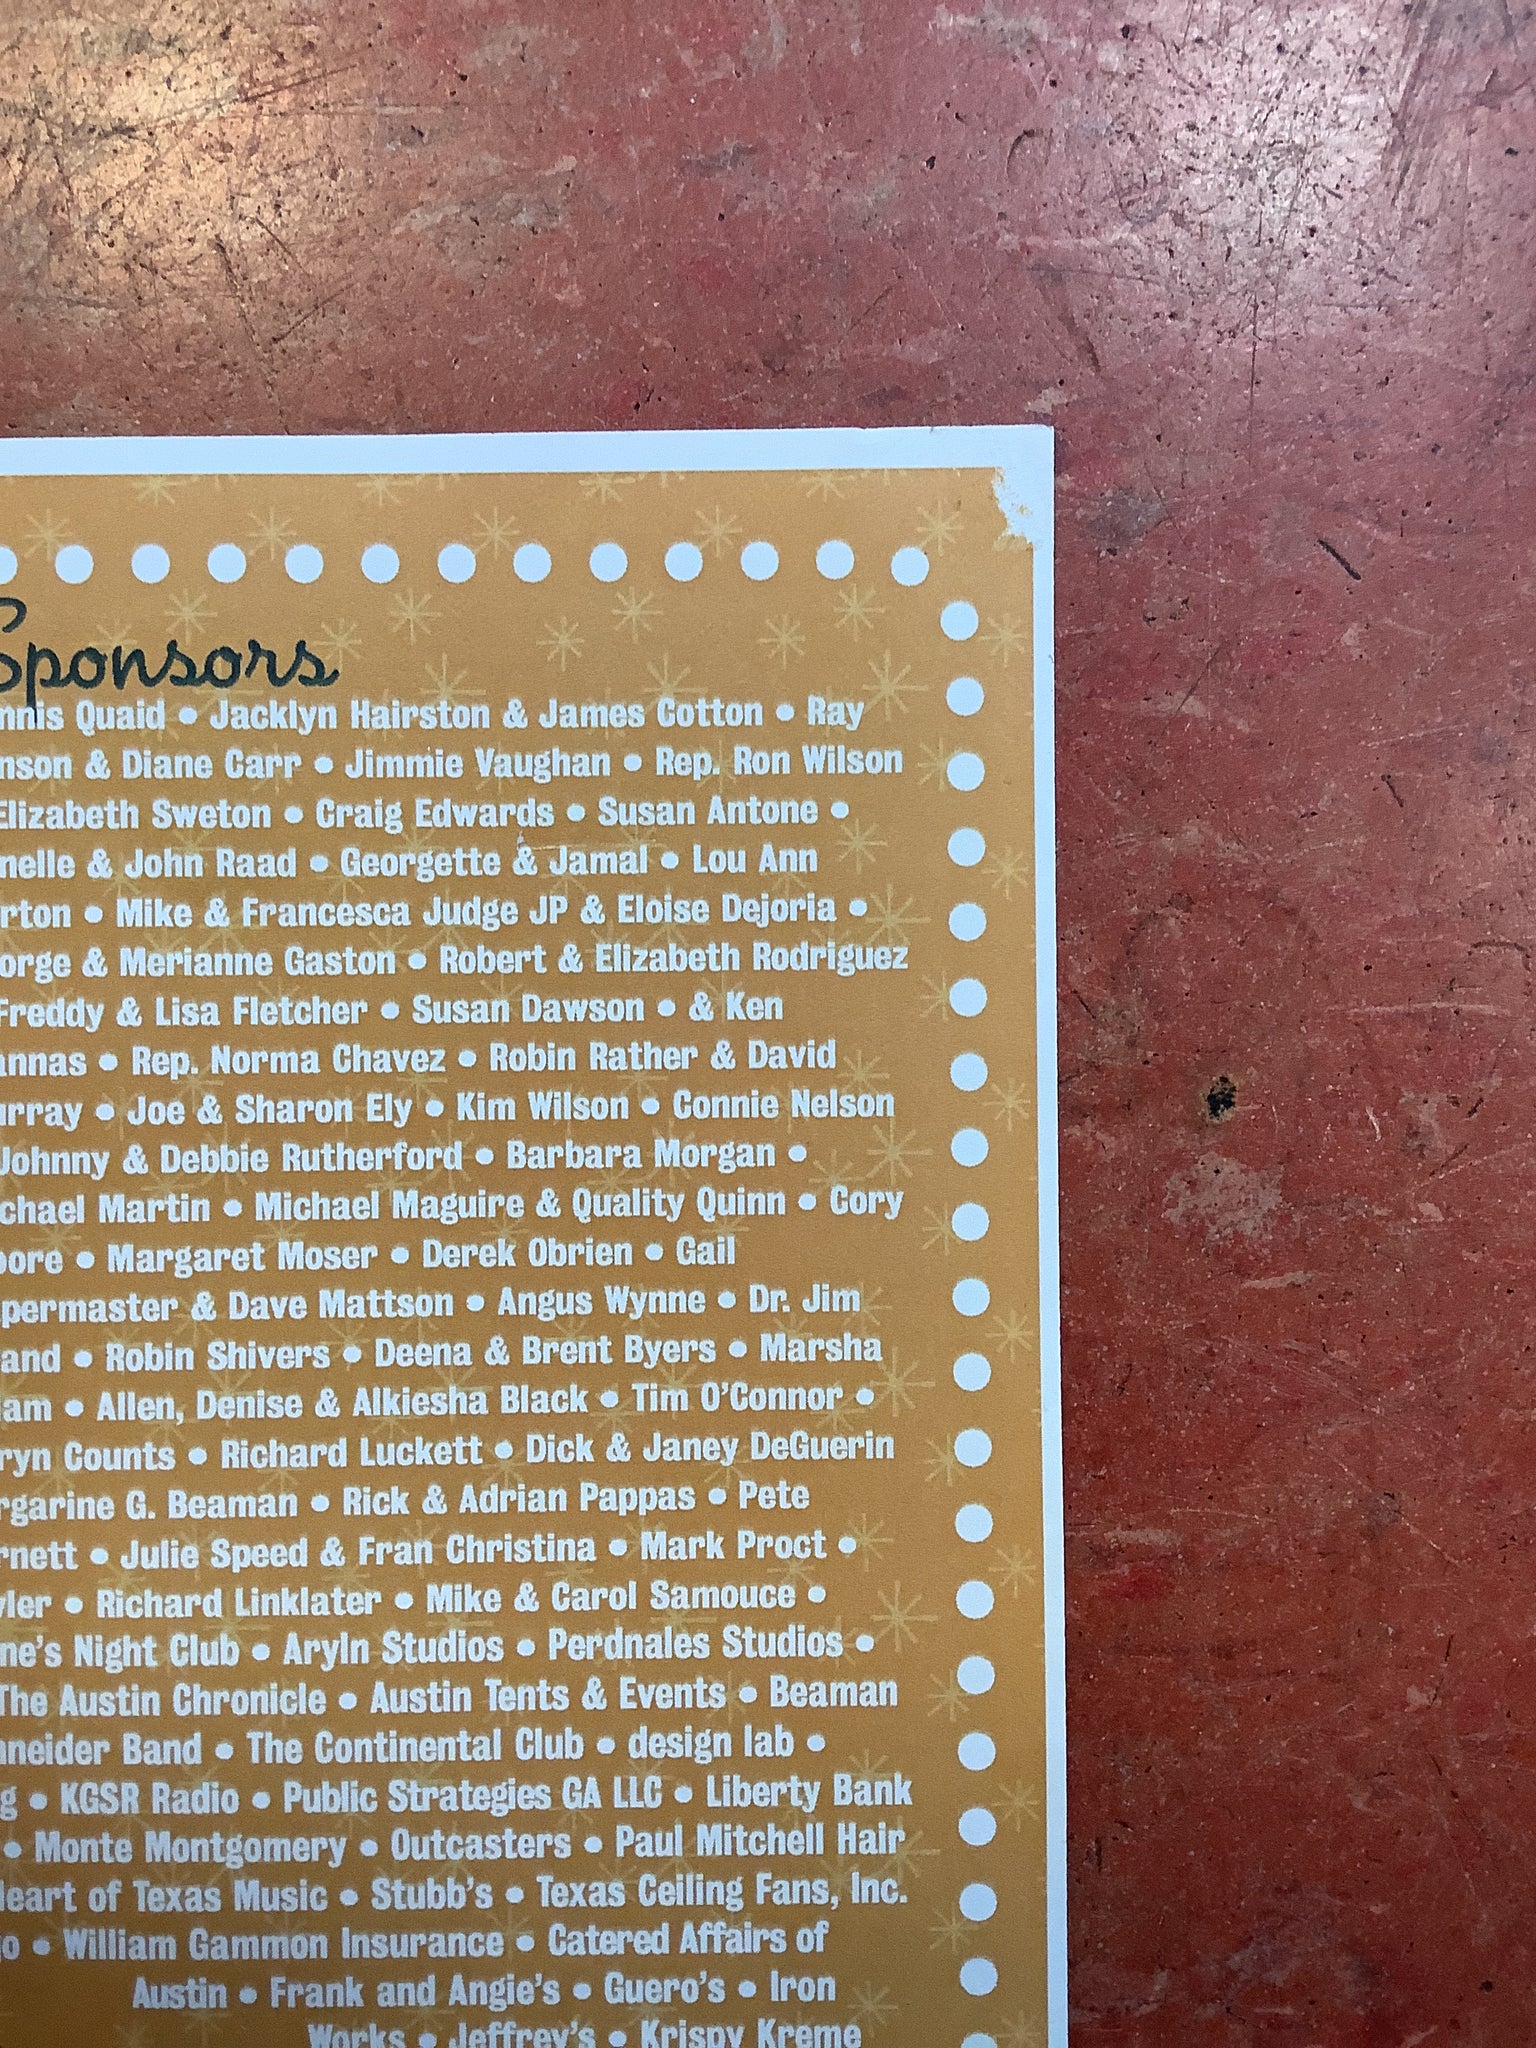 Sponsors
nnis Quaid • Jacklyn Hairston & James Cotton • Ray
nson & Diane Carr • Jimmie Vaughan • Rep. Ron Wilson
Elizabeth Sweton • Craig Edwards • Susan Antone •
nelle & John Raad • Georgette & Jamal • Lou Ann
rton • Mike & Francesca Judge JP & Eloise Dejoria •
orge & Merianne Gaston • Robert & Elizabeth Rodriguez
Freddy & Lisa Fletcher • Susan Dawson • & Ken
annas • Rep. Norma Chavez • Robin Rather & David
urray • Joe & Sharon Ely • Kim Wilson • Connie Nelson
Johnny & Debbie Rutherford • Barbara Morgan •
chael Martin • Michael Maguire & Quality Quinn • Cory
oore • Margaret Moser • Derek Obrien • Gail
permaster & Dave Mattson • Angus Wynne • Dr. Jim
and • Robin Shivers • Deena & Brent Byers • Marsha
am • Allen, Denise & Alkiesha Black • Tim O'Connor •
ryn Counts • Richard Luckett • Dick & Janey DeGuerin
rgarine G. Beaman • Rick & Adrian Pappas • Pete
rnett • Julie Speed & Fran Christina • Mark Proct •
yler • Richard Linklater • Mike & Carol Samouce •
ne's Night Club • Aryln Studios • Perdnales Studios •
The Austin Chronicle • Austin Tents & Events • Beaman
hneider Band • The Continental Club • design lab •
g • KGSR Radio • Public Strategies GA LLC • Liberty Bank
• Monte Montgomery • Outcasters • Paul Mitchell Hair
Heart of Texas Music • Stubb's • Texas Ceiling Fans, Inc.
o • William Gammon Insurance • Catered Affairs of
Austin • Frank and Angie's • Guero's • Iron
Works • Jeffrey's • Krispy Kreme